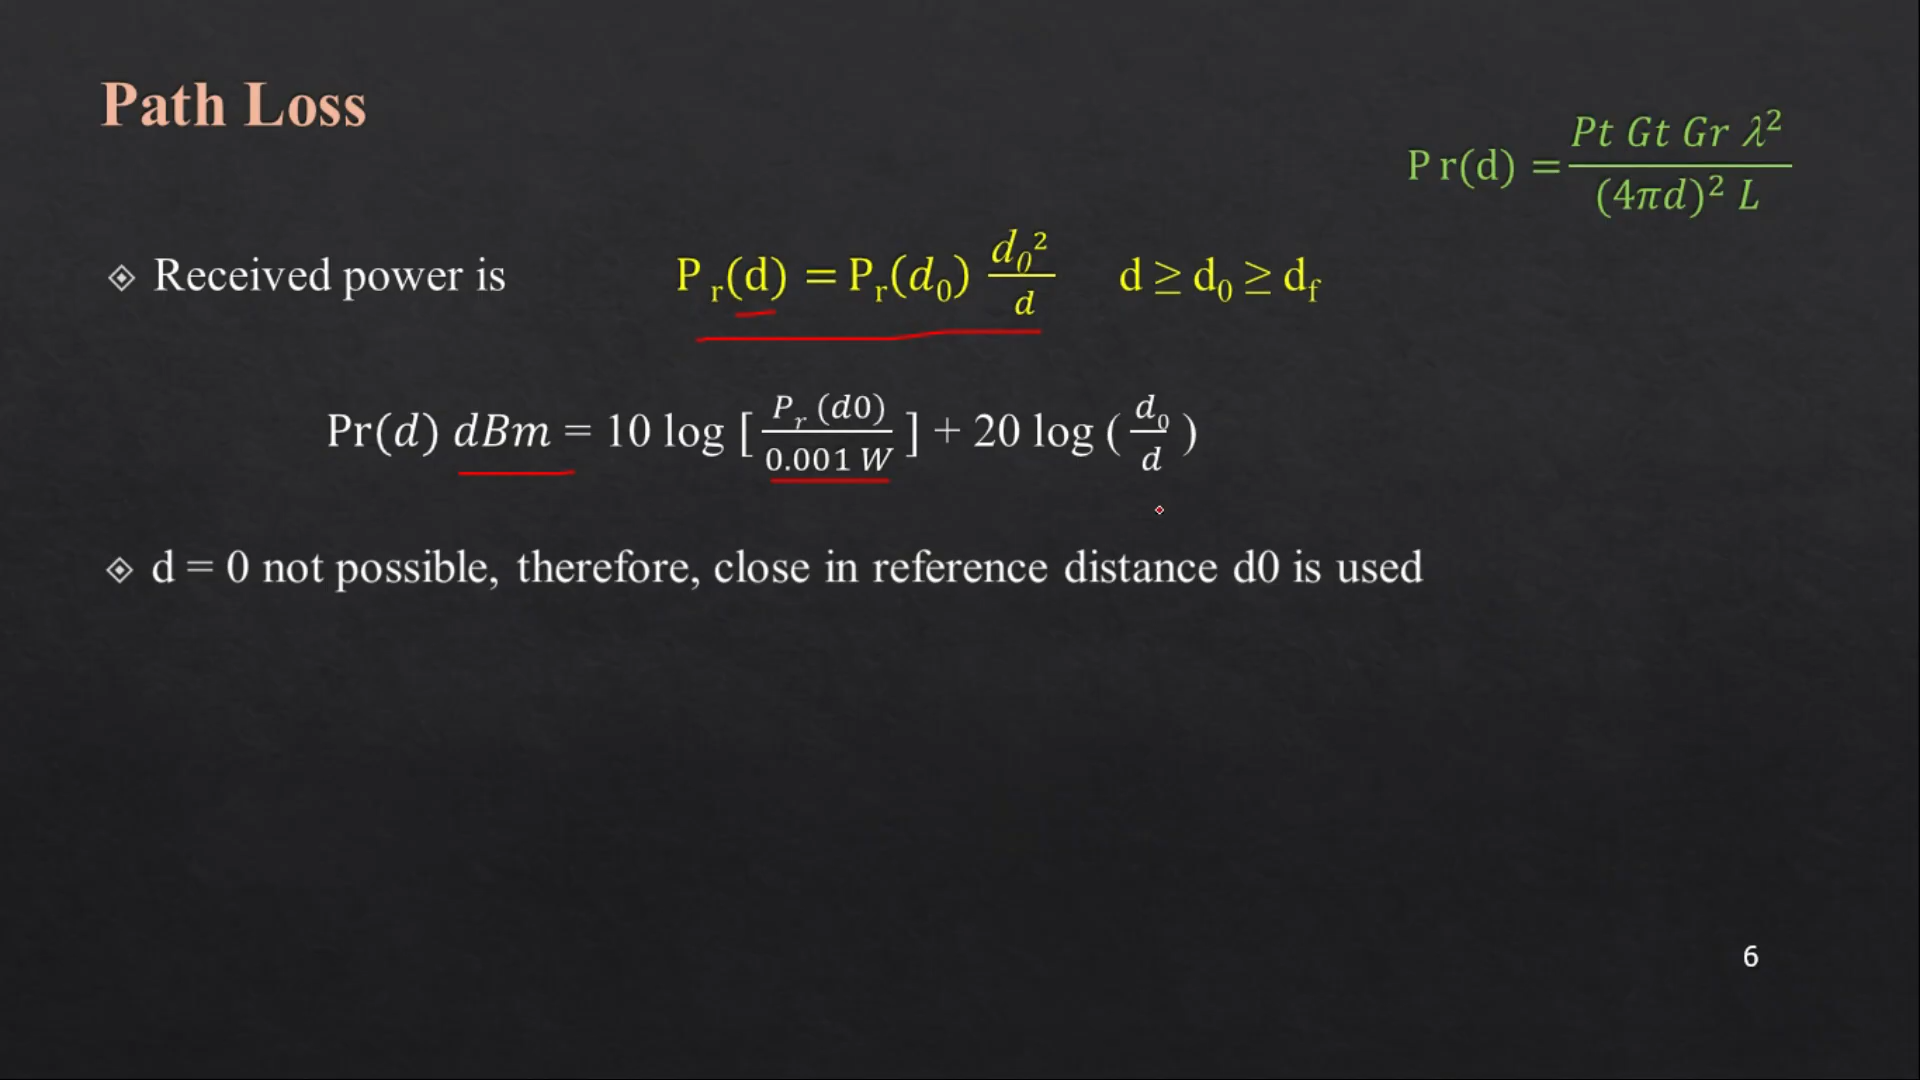 Path Loss
Pr(d) = Pt Gt Gr λ² / (4πd)² L
Received power is P r(d) = Pr(d₀) d₀² / d d ≥ d₀ ≥ df
Pr(d) dBm = 10 log [ Pr (d0) / 0.001 W ] + 20 log ( d₀ / d )
d = 0 not possible, therefore, close in reference distance d0 is used
6